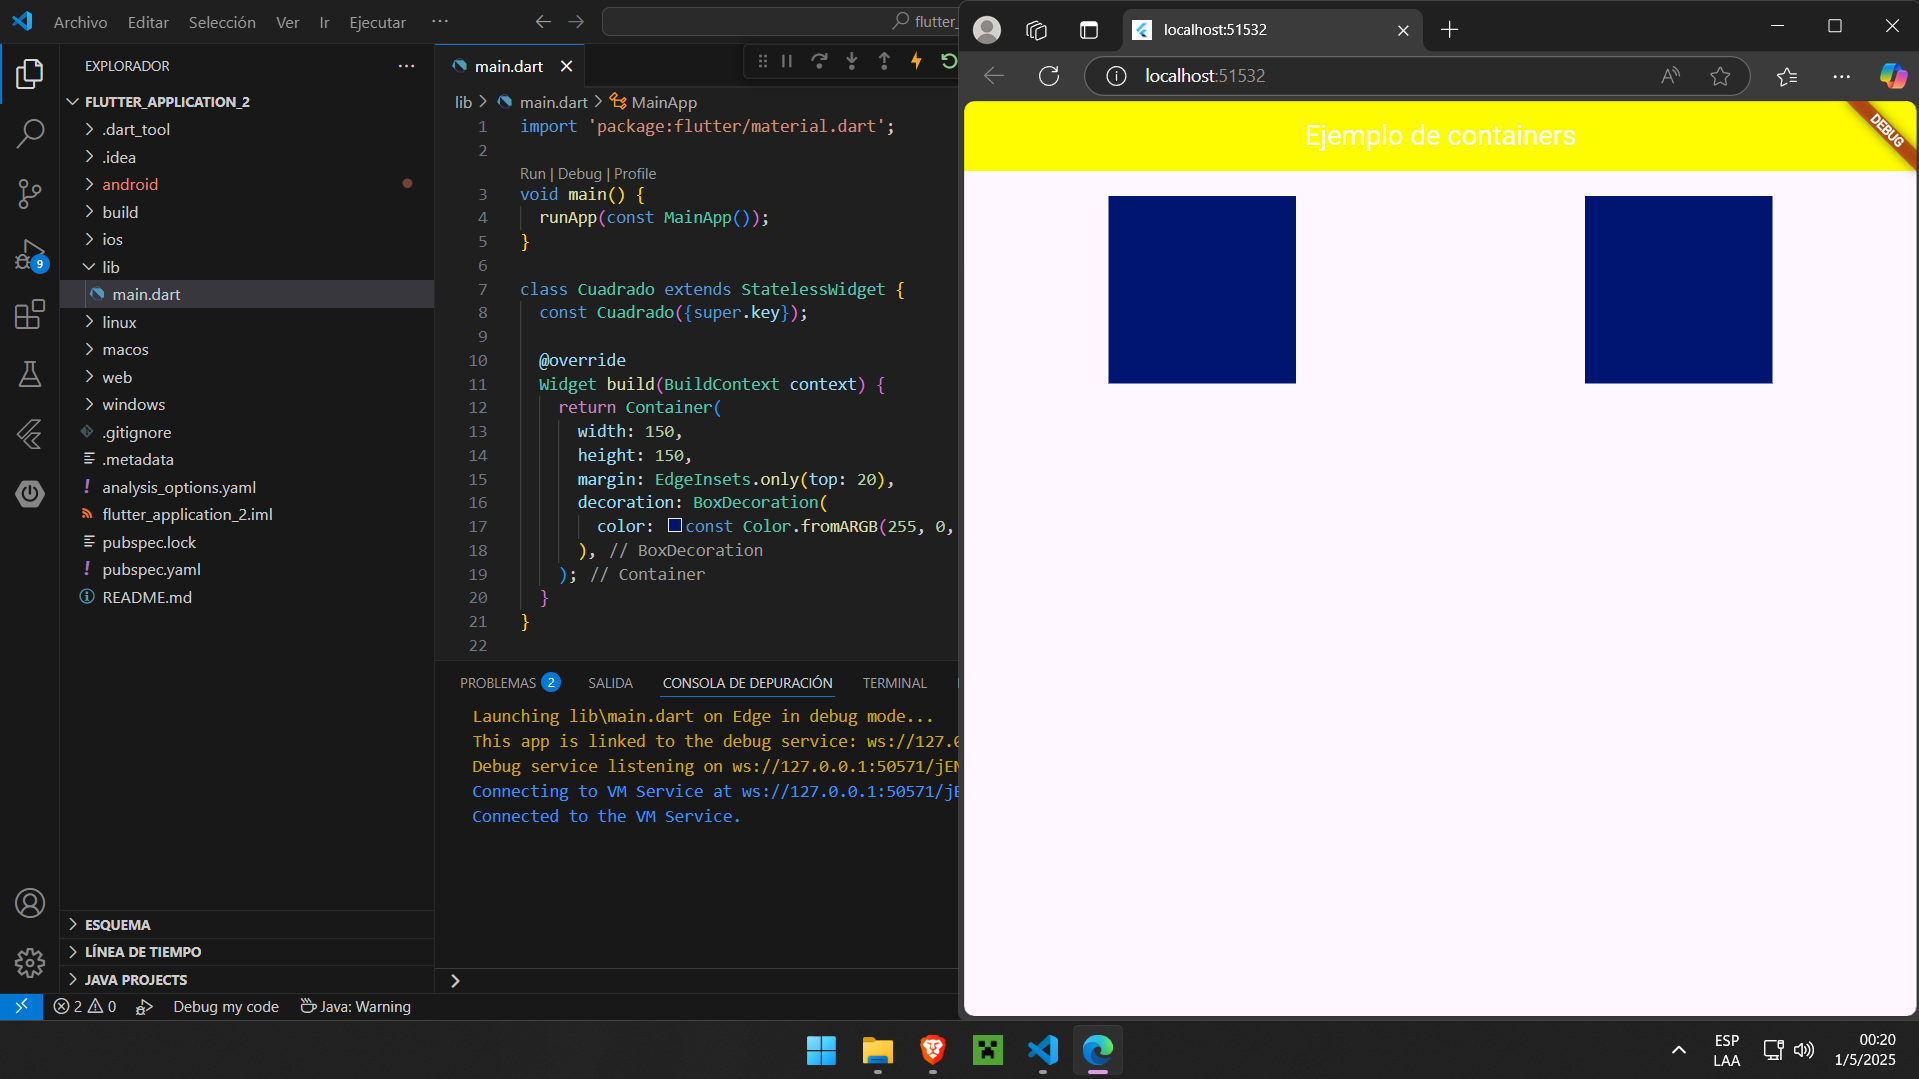 Archivo Editar Selección Ver Ir Ejecutar ···
flutter_
EXPLORADOR
FLUTTER_APPLICATION_2
.dart_tool
.idea
android
build
ios
lib
main.dart
linux
macos
web
windows
.gitignore
.metadata
analysis_options.yaml
flutter_application_2.iml
pubspec.lock
pubspec.yaml
README.md
ESQUEMA
LÍNEA DE TIEMPO
JAVA PROJECTS
9
main.dart
lib > main.dart > MainApp
1 import 'package:flutter/material.dart';
2
Run | Debug | Profile
3 void main() {
4 runApp(const MainApp());
5 }
6
7 class Cuadrado extends StatelessWidget {
8 const Cuadrado({super.key});
9
10 @override
11 Widget build(BuildContext context) {
12 return Container(
13 width: 150,
14 height: 150,
15 margin: EdgeInsets.only(top: 20),
16 decoration: BoxDecoration(
17 color: const Color.fromARGB(255, 0,
18 ), // BoxDecoration
19 ); // Container
20 }
21 }
22
PROBLEMAS 2 SALIDA CONSOLA DE DEPURACIÓN TERMINAL
Launching lib\main.dart on Edge in debug mode...
This app is linked to the debug service: ws://127.0
Debug service listening on ws://127.0.0.1:50571/jEM
Connecting to VM Service at ws://127.0.0.1:50571/jE
Connected to the VM Service.
2 0 Debug my code Java: Warning
localhost:51532
localhost:51532
Ejemplo de containers
DEBUG
ESP
LAA
00:20
1/5/2025